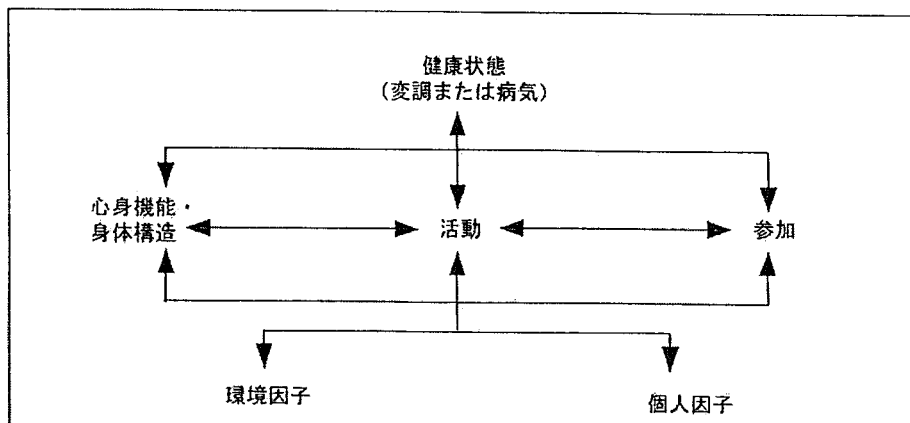 健康状態
(変調または病気)
心身機能・
身体構造
活動
参加
環境因子
個人因子